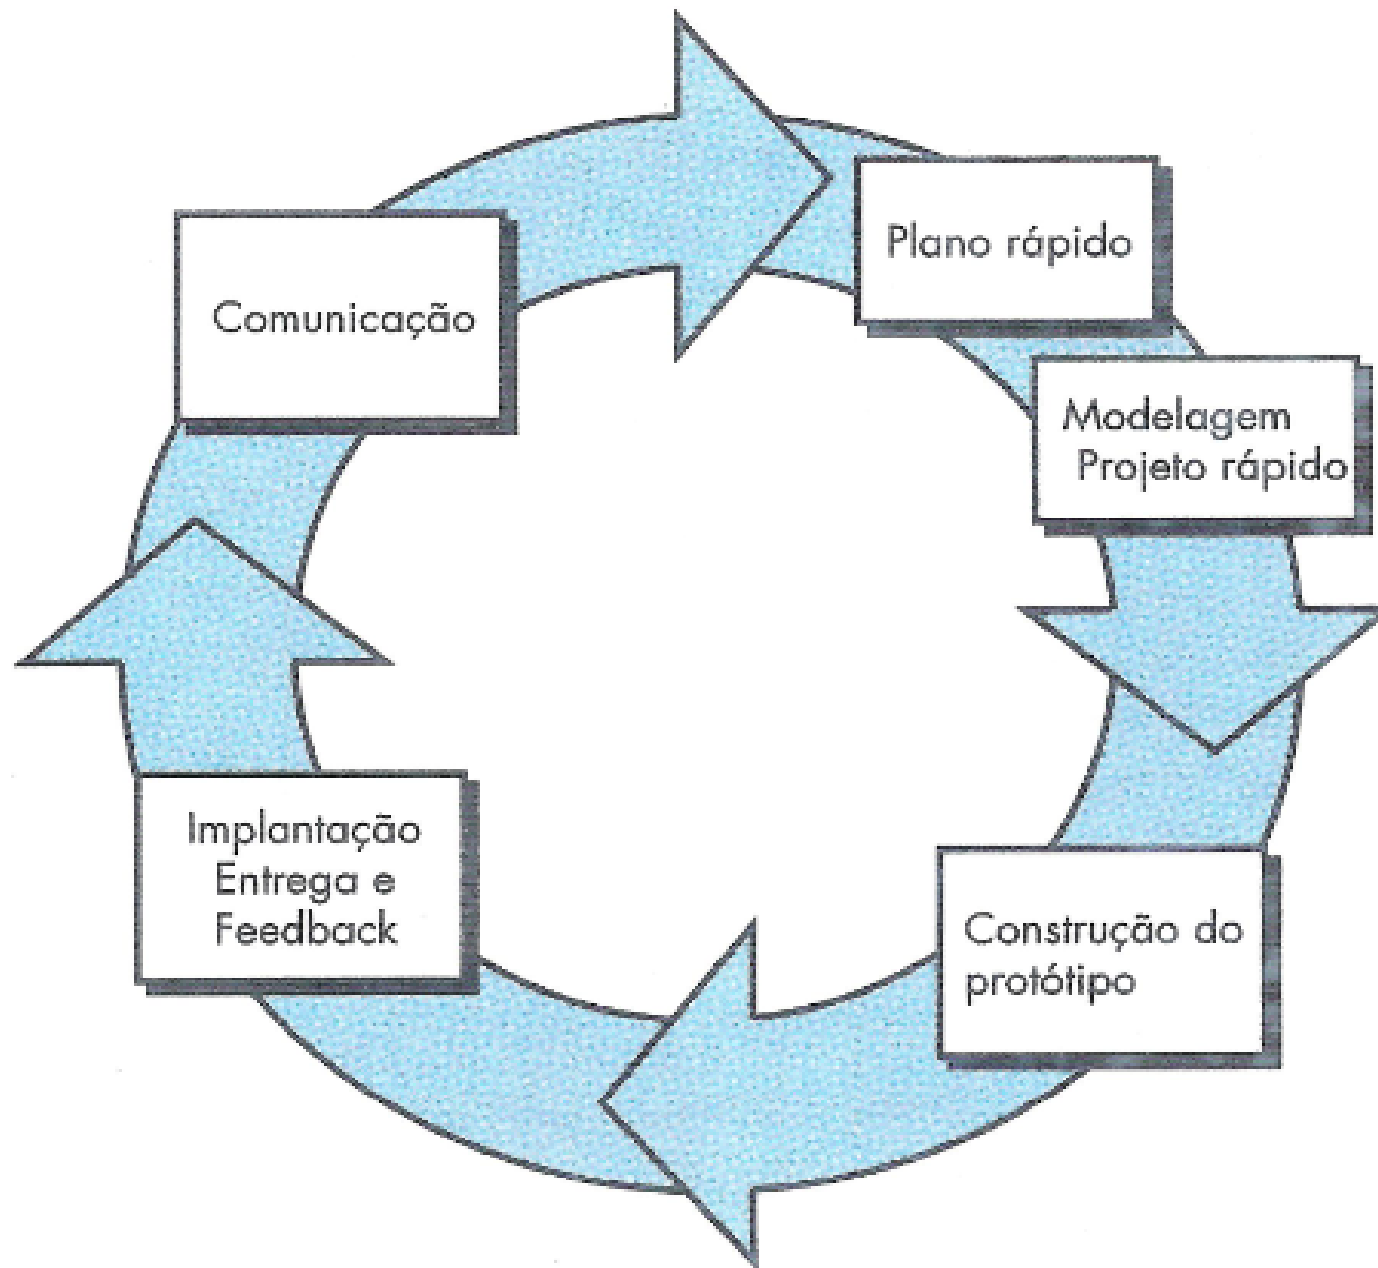 Comunicação
Plano rápido
Modelagem
Projeto rápido
Construção do
protótipo
Implantação
Entrega e
Feedback